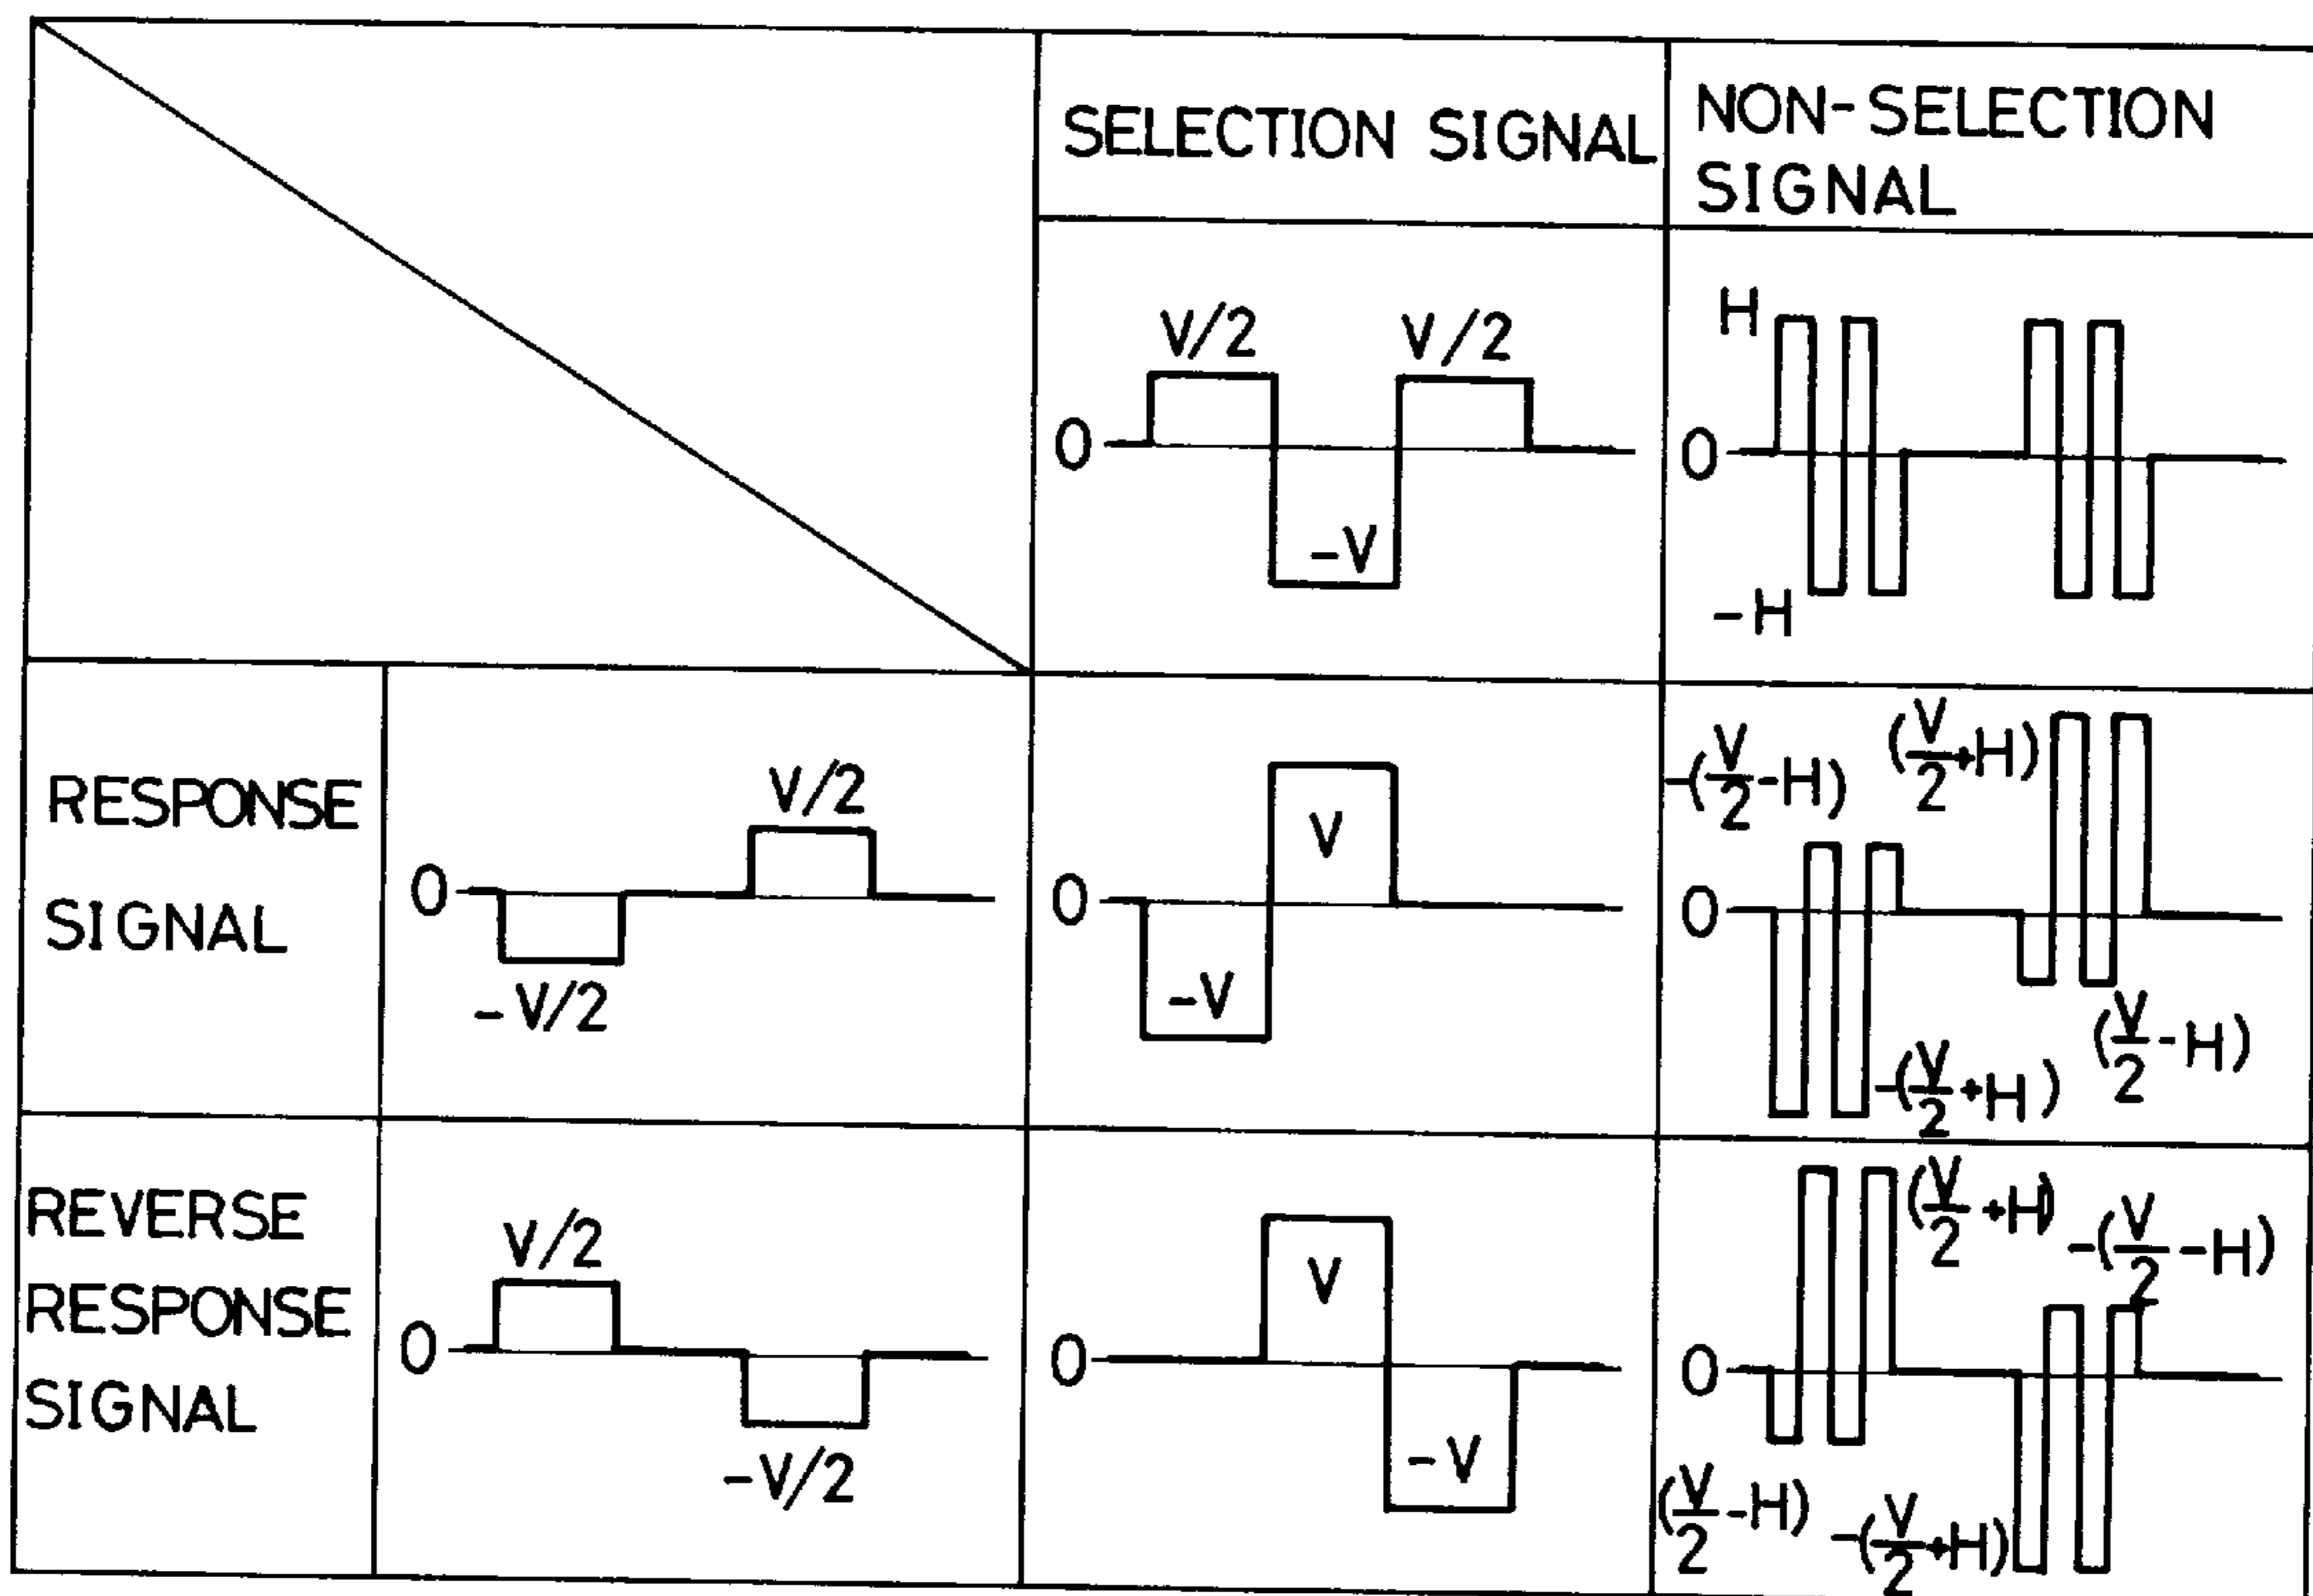 SELECTION SIGNAL
NON-SELECTION
SIGNAL
V/2
V/2
0
-V
H
0
-H
RESPONSE
SIGNAL
V/2
0
-V/2
V
0
-V
-(V/2-H)
(V/2+H)
0
-(V/2+H)
(V/2-H)
REVERSE
RESPONSE
SIGNAL
V/2
0
-V/2
V
0
-V
(V/2+H)
-(V/2-H)
0
(V/2-H)
-(V/2+H)